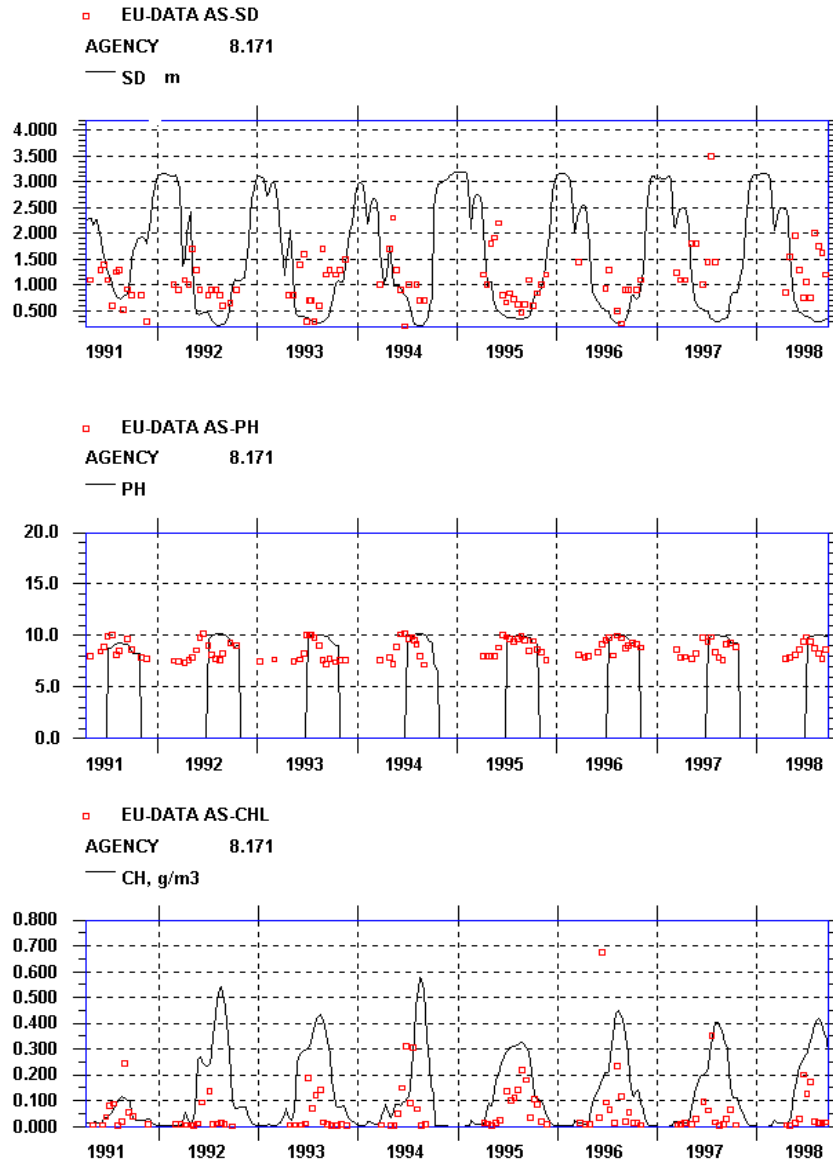 EU-DATA AS-SD
AGENCY 8.171
SD m
4.000
3.500
3.000
2.500
2.000
1.500
1.000
0.500
1991 1992 1993 1994 1995 1996 1997 1998
EU-DATA AS-PH
AGENCY 8.171
PH
20.0
15.0
10.0
5.0
0.0
1991 1992 1993 1994 1995 1996 1997 1998
EU-DATA AS-CHL
AGENCY 8.171
CH, g/m3
0.800
0.700
0.600
0.500
0.400
0.300
0.200
0.100
0.000
1991 1992 1993 1994 1995 1996 1997 1998